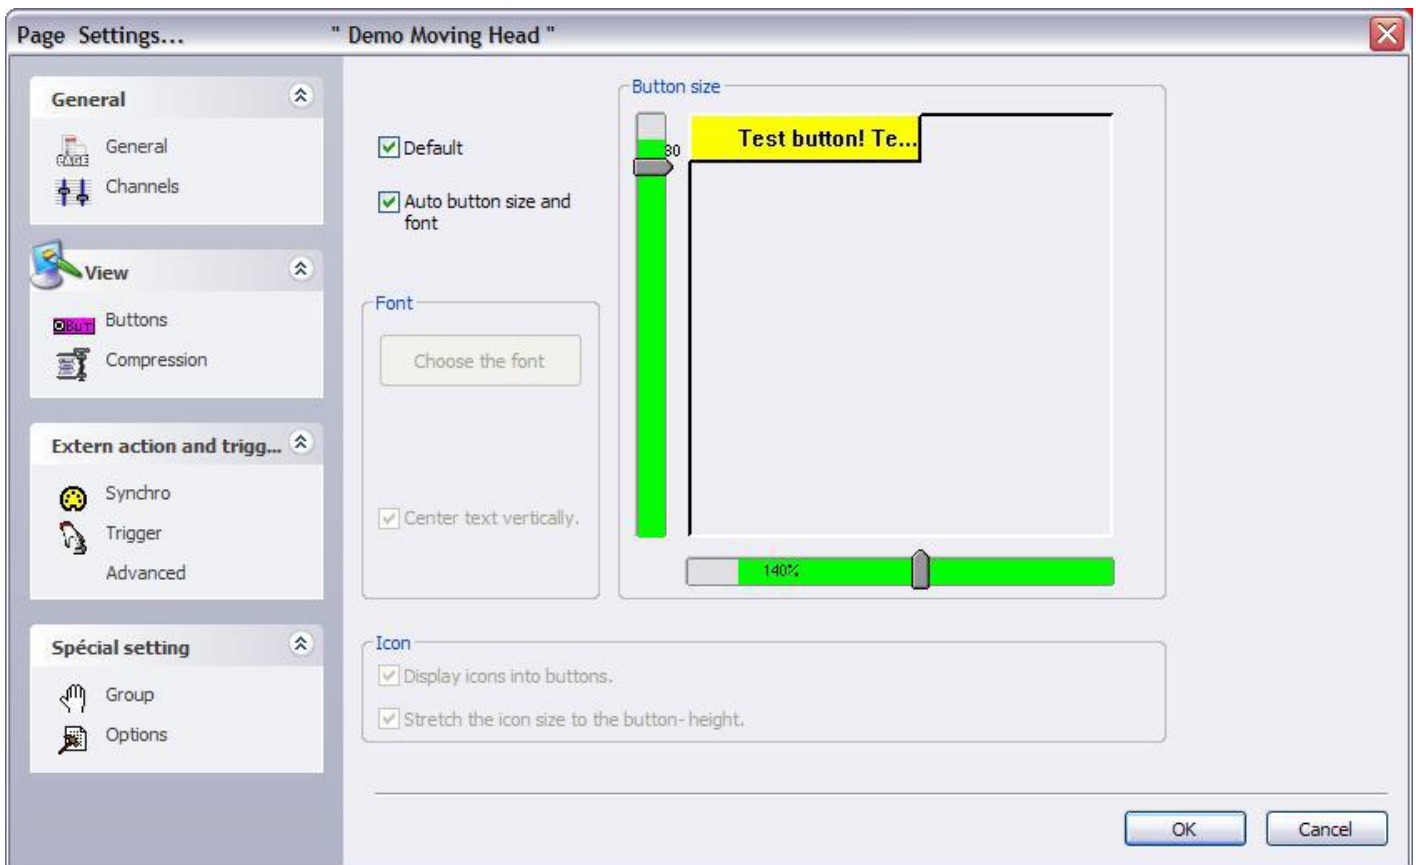 Page Settings... " Demo Moving Head "
General
General
Channels
View
Buttons
Compression
Extern action and trigg...
Synchro
Trigger
Advanced
Spécial setting
Group
Options
Default
Auto button size and
font
Font
Choose the font
Center text vertically.
Button size
80
Test button! Te...
140%
Icon
Display icons into buttons.
Stretch the icon size to the button-height.
OK
Cancel